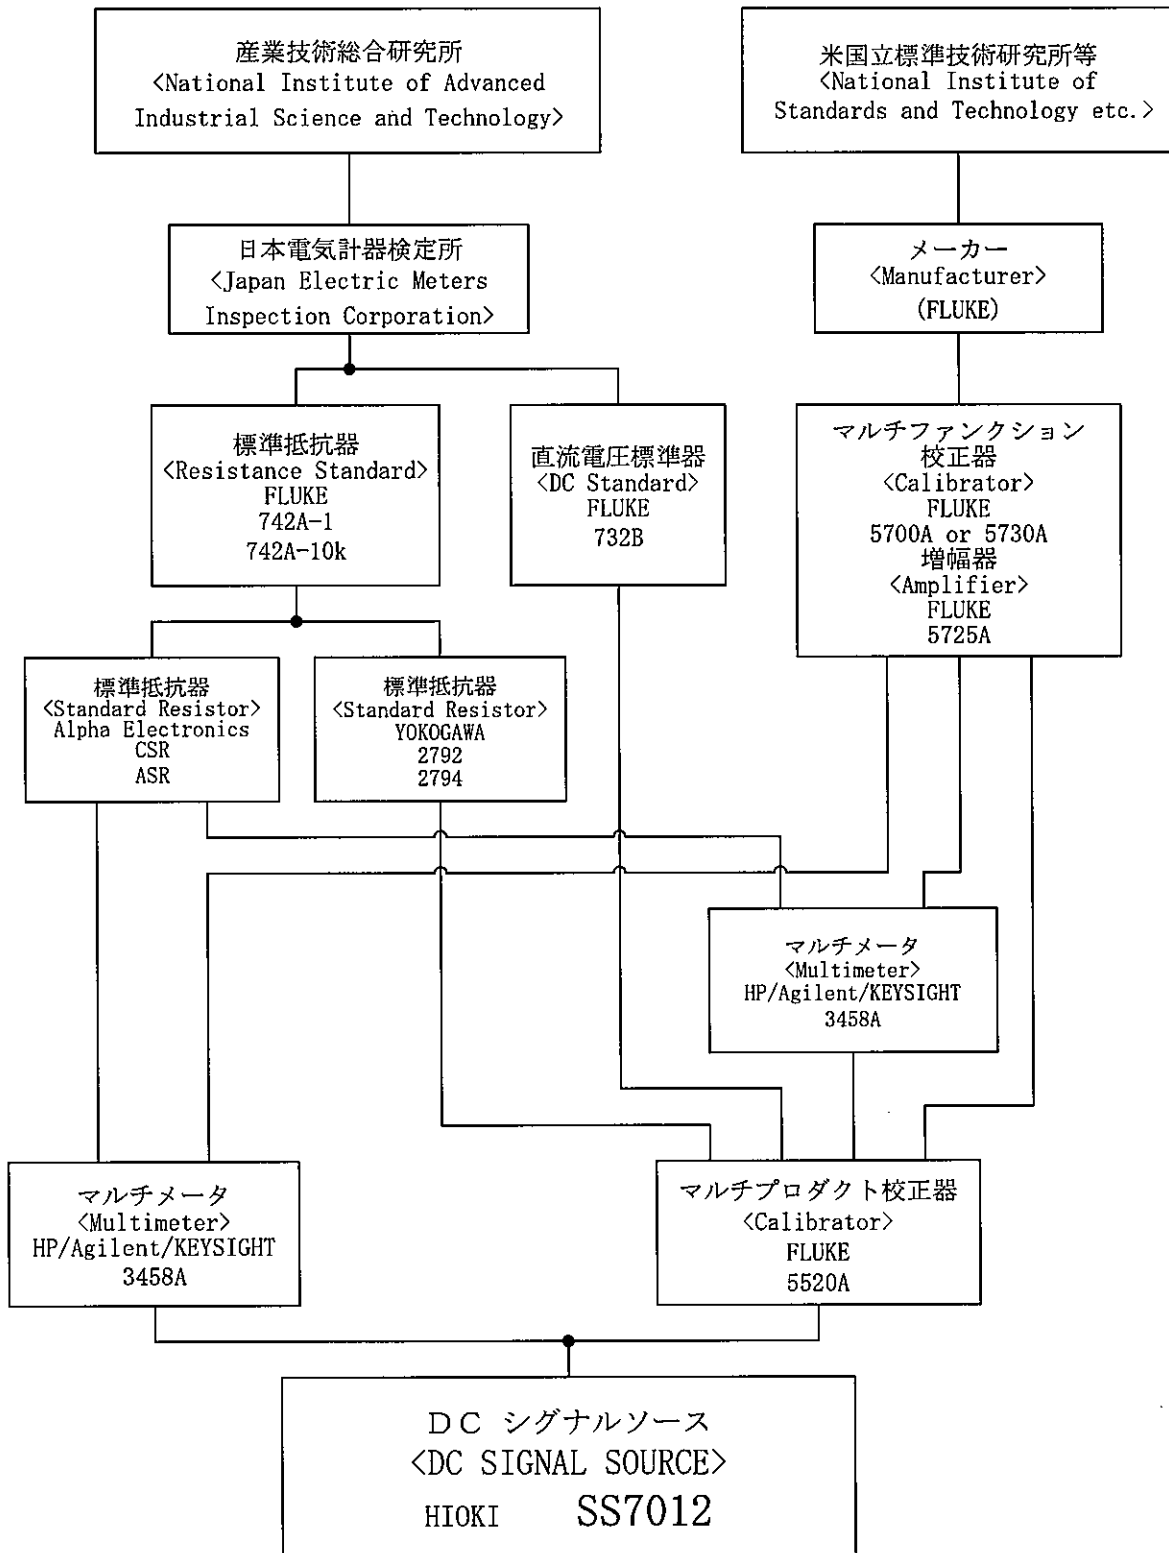 産業技術総合研究所
<National Institute of Advanced
Industrial Science and Technology>
米国立標準技術研究所等
<National Institute of
Standards and Technology etc.>
日本電気計器検定所
<Japan Electric Meters
Inspection Corporation>
メーカー
<Manufacturer>
(FLUKE)
標準抵抗器
<Resistance Standard>
FLUKE
742A-1
742A-10k
直流電圧標準器
<DC Standard>
FLUKE
732B
マルチファンクション
校正器
<Calibrator>
FLUKE
5700A or 5730A
増幅器
<Amplifier>
FLUKE
5725A
標準抵抗器
<Standard Resistor>
Alpha Electronics
CSR
ASR
標準抵抗器
<Standard Resistor>
YOKOGAWA
2792
2794
マルチメータ
<Multimeter>
HP/Agilent/KEYSIGHT
3458A
マルチメータ
<Multimeter>
HP/Agilent/KEYSIGHT
3458A
マルチプロダクト校正器
<Calibrator>
FLUKE
5520A
ＤＣ シグナルソース
<DC SIGNAL SOURCE>
HIOKI SS7012